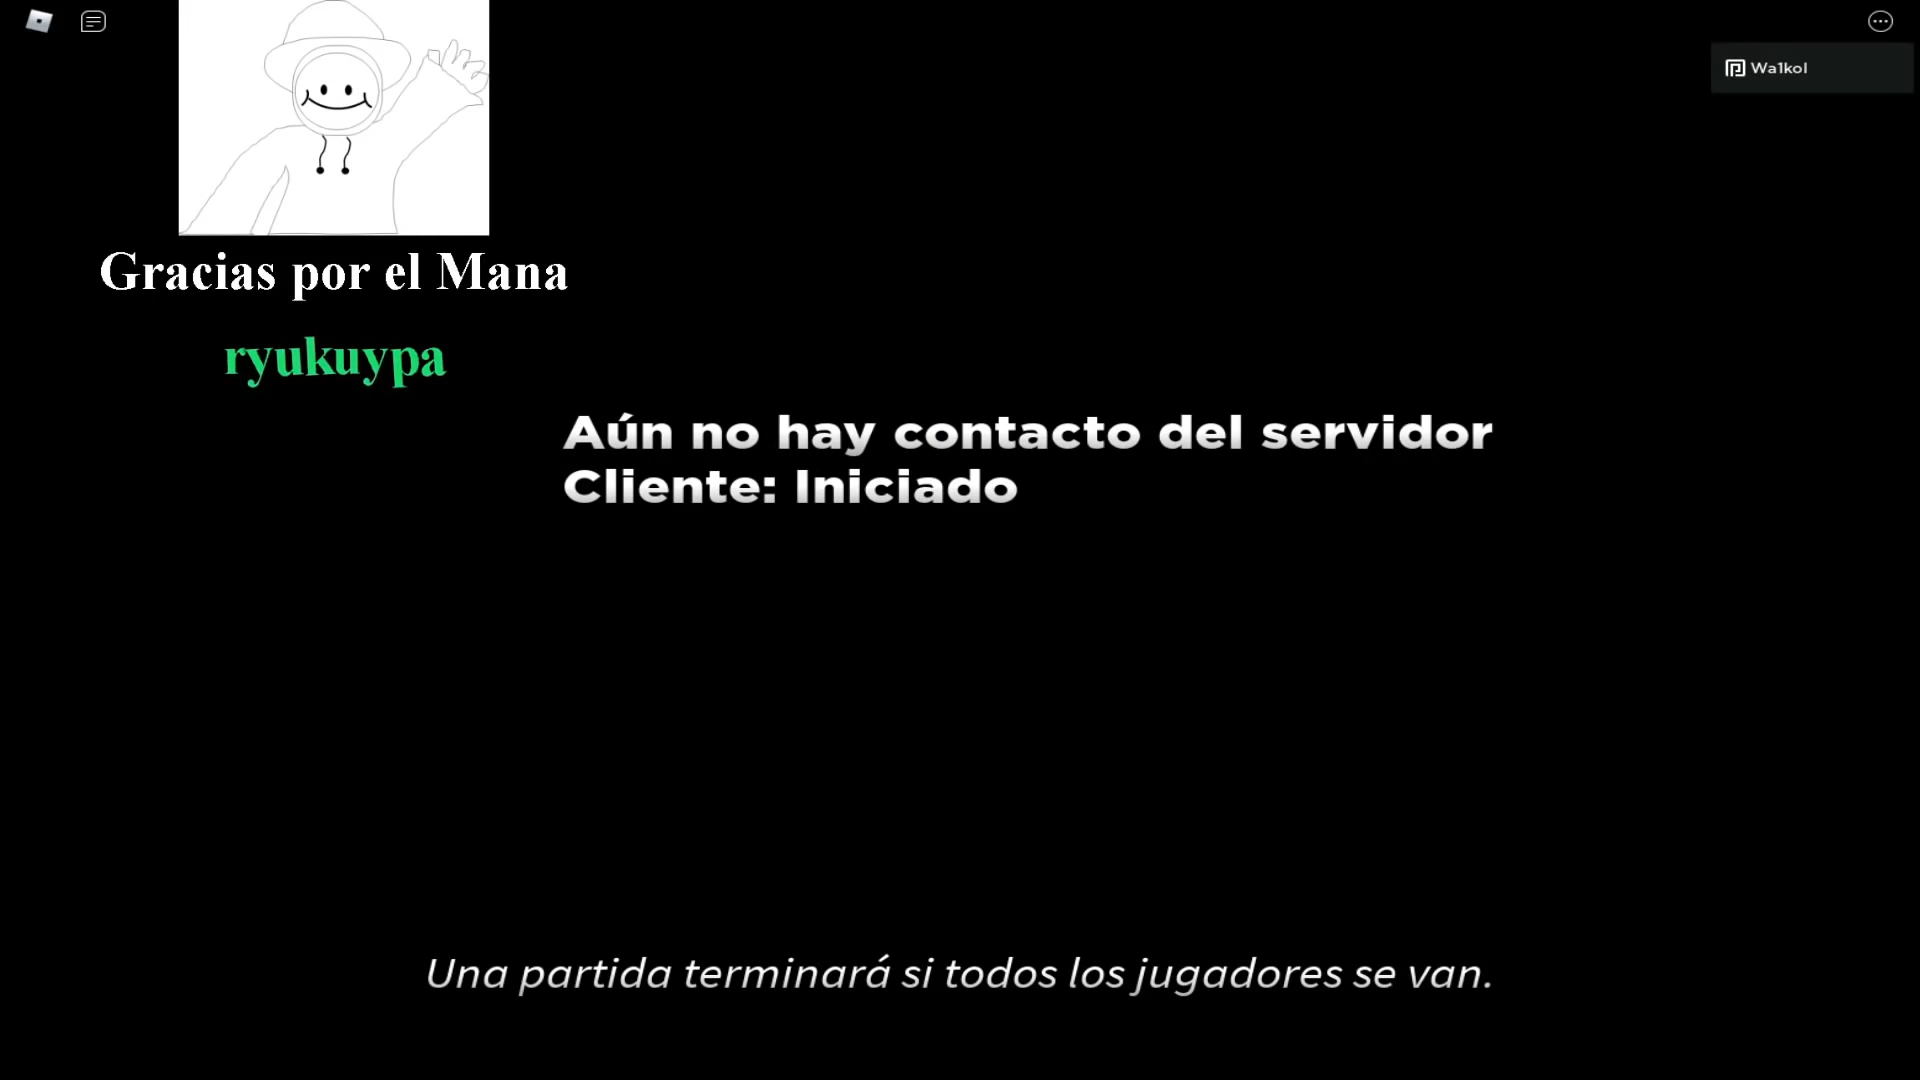 Wa1kol
Gracias por el Mana
ryukuypa
Aún no hay contacto del servidor
Cliente: Iniciado
Una partida terminará si todos los jugadores se van.